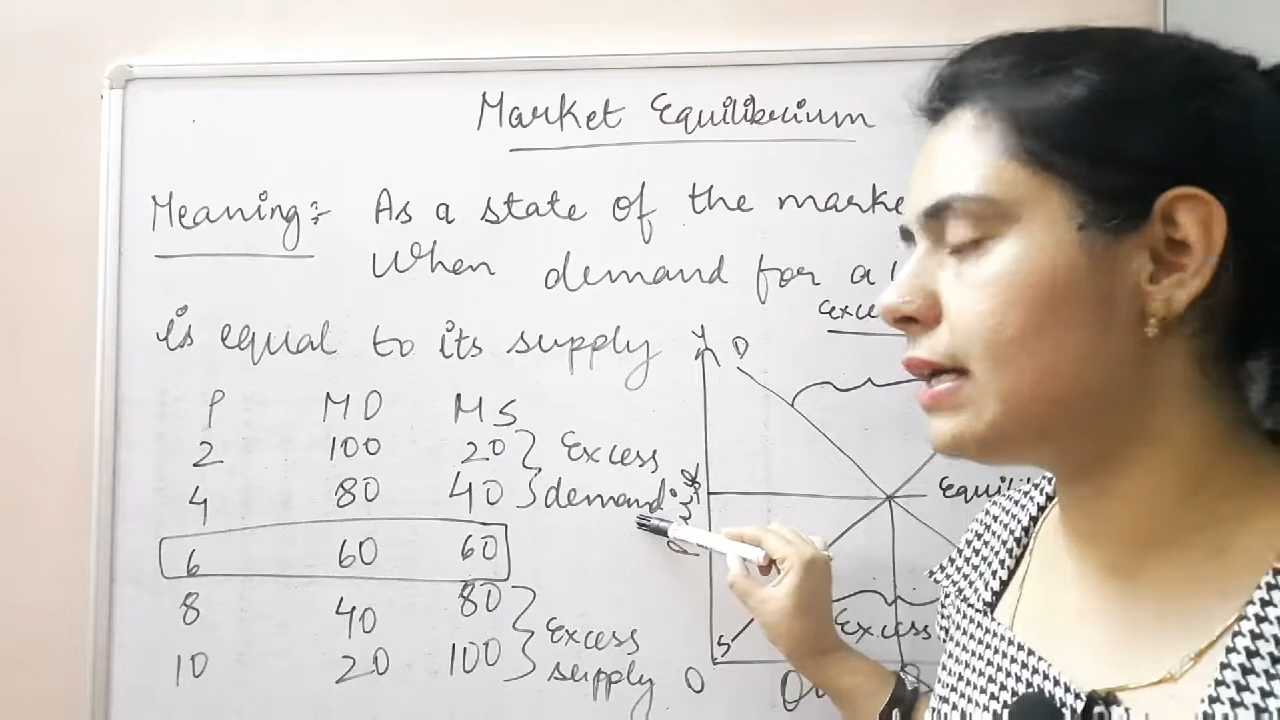 Market Equilibrium
Meaning:- As a state of the marke
When demand for a
is equal to its supply
P MD MS
2 100 20 } Excess
4 80 40 } demand
6 60 60
8 40 80 } Excess
10 20 100 } supply
Y
D
exce
Equili
Excess
S
O
Qu